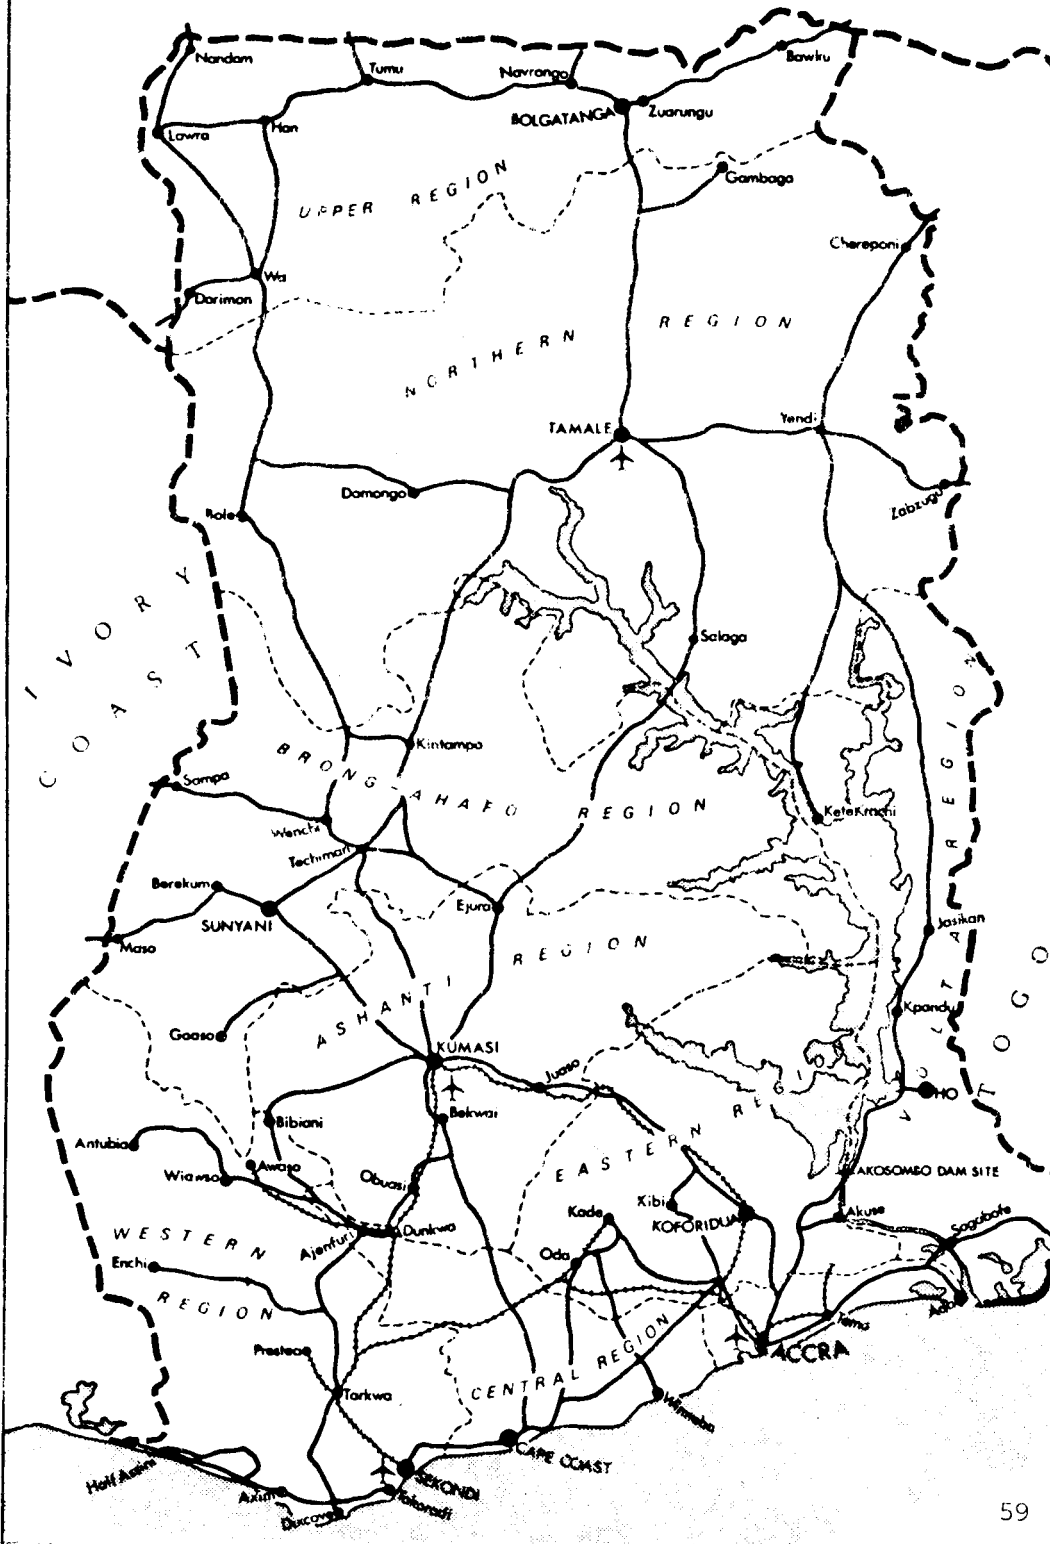 Nandam
Tumu
Navrongo
Bawku
BOLGATANGA
Zuarungu
Lawra
Han
UPPER REGION
Gambaga
Chereponi
Wa
Dorimon
NORTHERN REGION
TAMALE
Yendi
Damongo
Zabzugu
Bole
IVORY COAST
Salaga
Kintampo
BRONG-AHAFO REGION
Sampa
Wenchi
KeteKrachi
Techiman
Berekum
Ejura
SUNYANI
Jasikan
Maso
ASHANTI REGION
VOLTA REGION
TOGO
Kpandu
Goaso
KUMASI
Juaso
HO
Bekwai
Bibiani
EASTERN REGION
Antubia
Awaso
Wiawso
Obuasi
AKOSOMBO DAM SITE
Kibi
KOFORIDUA
Kade
Akuse
Sogakofe
WESTERN REGION
Ajenfuri
Dunkwa
Oda
Enchi
Ada
Tema
Prestea
ACCRA
CENTRAL REGION
Tarkwa
Winneba
CAPE COAST
Half Assini
SEKONDI
Axim
Takoradi
Dixcove
59